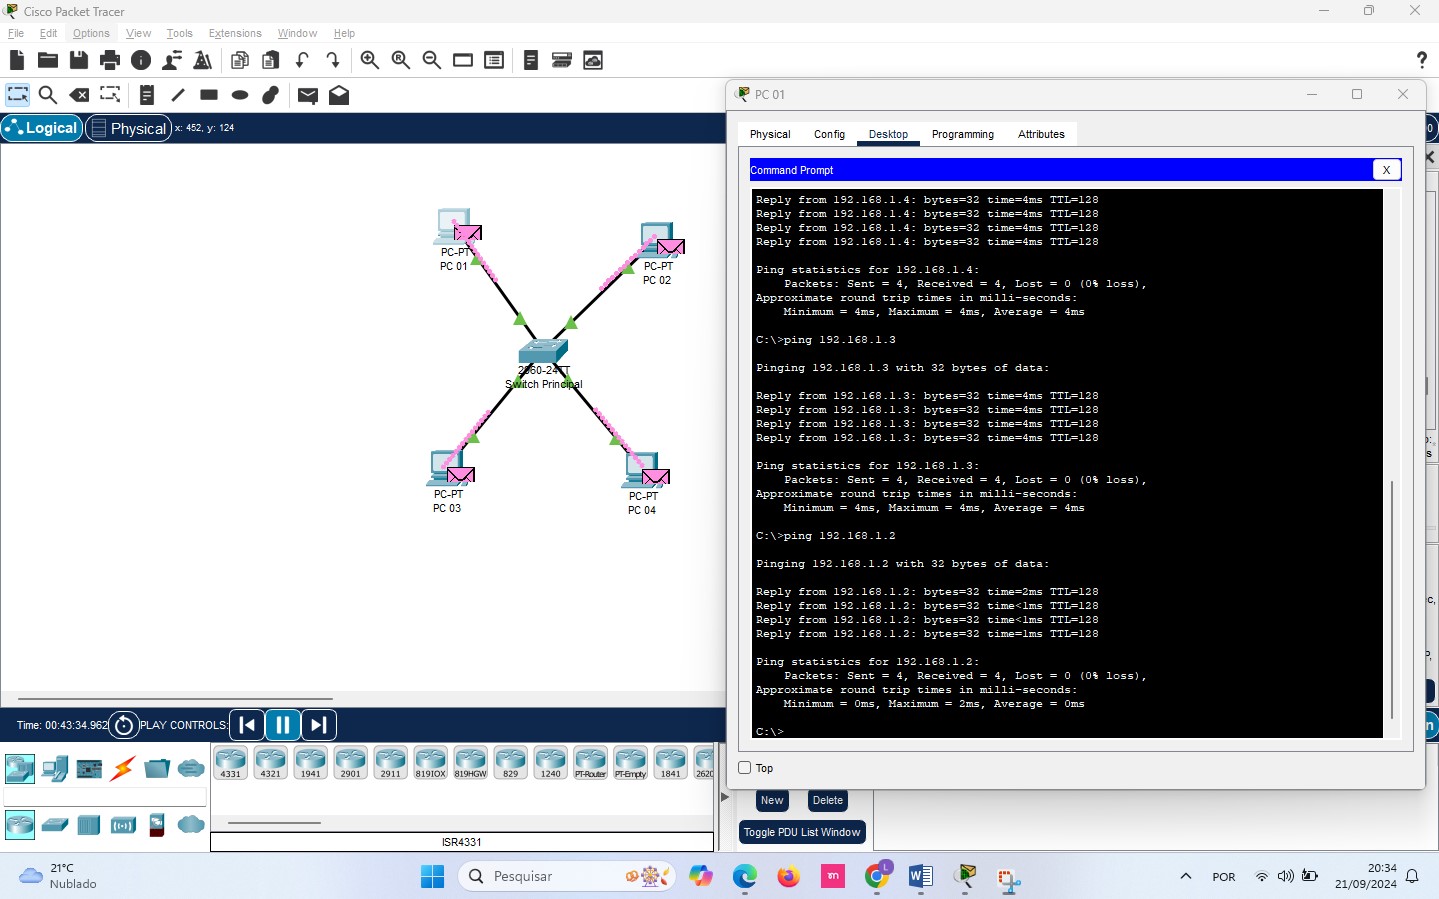 Cisco Packet Tracer
File Edit Options View Tools Extensions Window Help
Logical Physical x: 452, y: 124
PC-PT
PC 01
PC-PT
PC 02
2960-24TT
Switch Principal
PC-PT
PC 03
PC-PT
PC 04
PC 01
Physical Config Desktop Programming Attributes
Command Prompt X
Reply from 192.168.1.4: bytes=32 time=4ms TTL=128
Reply from 192.168.1.4: bytes=32 time=4ms TTL=128
Reply from 192.168.1.4: bytes=32 time=4ms TTL=128
Reply from 192.168.1.4: bytes=32 time=4ms TTL=128
Ping statistics for 192.168.1.4:
Packets: Sent = 4, Received = 4, Lost = 0 (0% loss),
Approximate round trip times in milli-seconds:
Minimum = 4ms, Maximum = 4ms, Average = 4ms
C:\>ping 192.168.1.3
Pinging 192.168.1.3 with 32 bytes of data:
Reply from 192.168.1.3: bytes=32 time=4ms TTL=128
Reply from 192.168.1.3: bytes=32 time=4ms TTL=128
Reply from 192.168.1.3: bytes=32 time=4ms TTL=128
Reply from 192.168.1.3: bytes=32 time=4ms TTL=128
Ping statistics for 192.168.1.3:
Packets: Sent = 4, Received = 4, Lost = 0 (0% loss),
Approximate round trip times in milli-seconds:
Minimum = 4ms, Maximum = 4ms, Average = 4ms
C:\>ping 192.168.1.2
Pinging 192.168.1.2 with 32 bytes of data:
Reply from 192.168.1.2: bytes=32 time=2ms TTL=128
Reply from 192.168.1.2: bytes=32 time<1ms TTL=128
Reply from 192.168.1.2: bytes=32 time<1ms TTL=128
Reply from 192.168.1.2: bytes=32 time=1ms TTL=128
Ping statistics for 192.168.1.2:
Packets: Sent = 4, Received = 4, Lost = 0 (0% loss),
Approximate round trip times in milli-seconds:
Minimum = 0ms, Maximum = 2ms, Average = 0ms
C:\>
Top
Time: 00:43:34.962 PLAY CONTROLS:
4331 4321 1941 2901 2911 819IOX 819HGW 829 1240 PT-Router PT-Empty 1841 2620
ISR4331
New Delete
Toggle PDU List Window
21°C
Nublado
Pesquisar
POR
20:34
21/09/2024